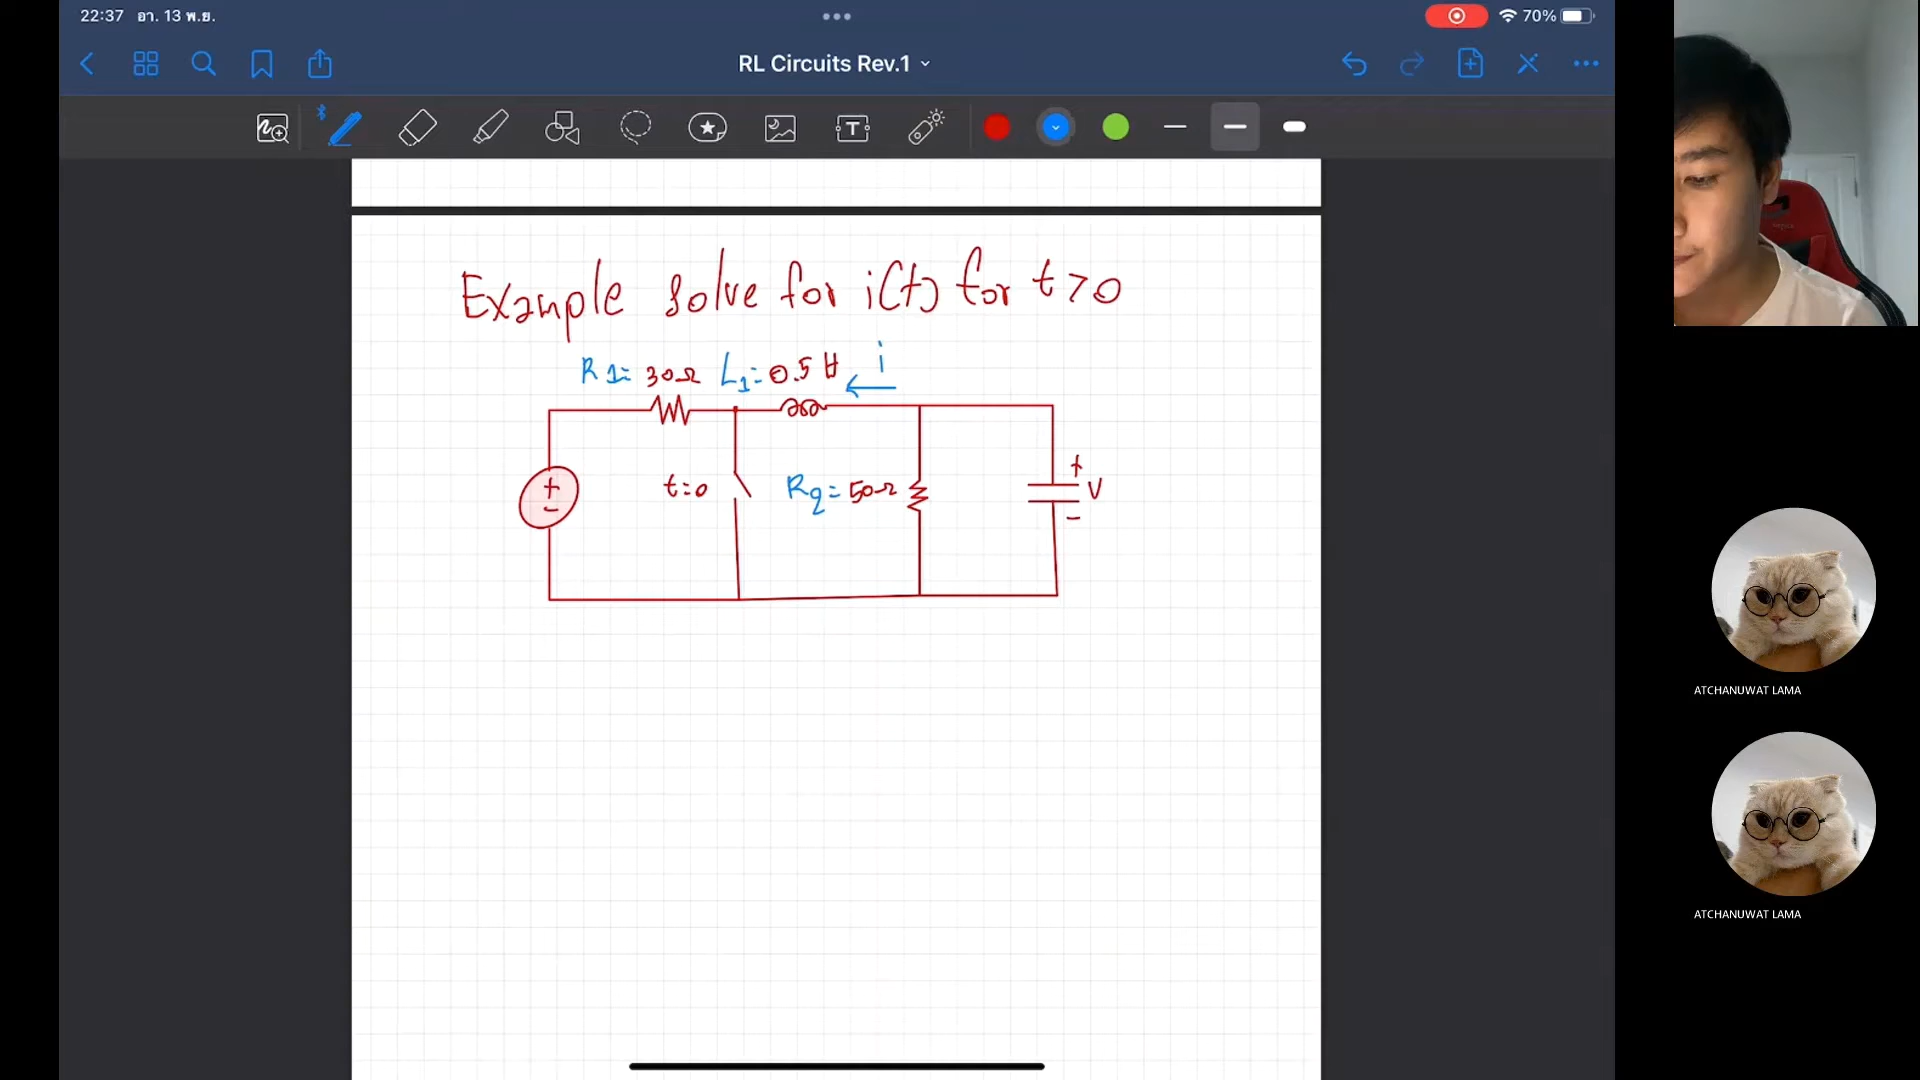 22:37 อา. 13 พ.ย.
70%
RL Circuits Rev.1
T
Example solve for i(t) for t>0
R1= 30Ω L1= 0.5 H i
+
-
t=0
R2= 50Ω
+
V
-
ATCHANUWAT LAMA
ATCHANUWAT LAMA